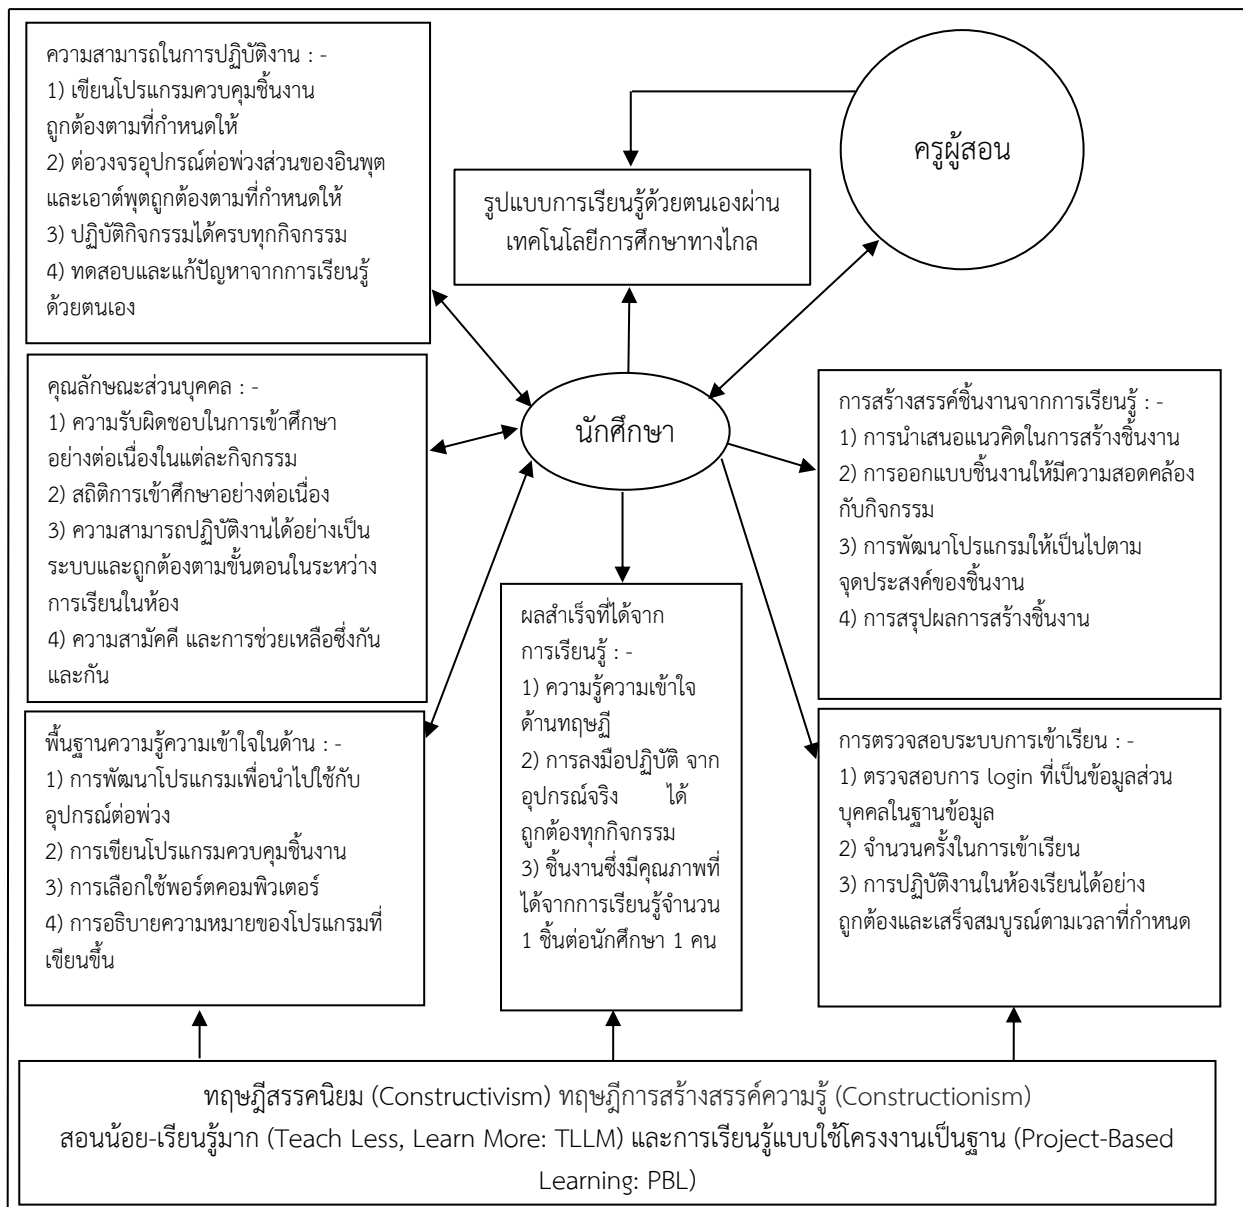 ความสามารถในการปฏิบัติงาน : -
1) เขียนโปรแกรมควบคุมชิ้นงาน
ถูกต้องตามที่กำหนดให้
2) ต่อวงจรอุปกรณ์ต่อพ่วงส่วนของอินพุต
และเอาต์พุตถูกต้องตามที่กำหนดให้
3) ปฏิบัติกิจกรรมได้ครบทุกกิจกรรม
4) ทดสอบและแก้ปัญหาจากการเรียนรู้
ด้วยตนเอง
รูปแบบการเรียนรู้ด้วยตนเองผ่าน
เทคโนโลยีการศึกษาทางไกล
ครูผู้สอน
คุณลักษณะส่วนบุคคล : -
1) ความรับผิดชอบในการเข้าศึกษา
อย่างต่อเนื่องในแต่ละกิจกรรม
2) สถิติการเข้าศึกษาอย่างต่อเนื่อง
3) ความสามารถปฏิบัติงานได้อย่างเป็น
ระบบและถูกต้องตามขั้นตอนในระหว่าง
การเรียนในห้อง
4) ความสามัคคี และการช่วยเหลือซึ่งกัน
และกัน
นักศึกษา
การสร้างสรรค์ชิ้นงานจากการเรียนรู้ : -
1) การนำเสนอแนวคิดในการสร้างชิ้นงาน
2) การออกแบบชิ้นงานให้มีความสอดคล้อง
กับกิจกรรม
3) การพัฒนาโปรแกรมให้เป็นไปตาม
จุดประสงค์ของชิ้นงาน
4) การสรุปผลการสร้างชิ้นงาน
พื้นฐานความรู้ความเข้าใจในด้าน : -
1) การพัฒนาโปรแกรมเพื่อนำไปใช้กับ
อุปกรณ์ต่อพ่วง
2) การเขียนโปรแกรมควบคุมชิ้นงาน
3) การเลือกใช้พอร์ตคอมพิวเตอร์
4) การอธิบายความหมายของโปรแกรมที่
เขียนขึ้น
ผลสำเร็จที่ได้จาก
การเรียนรู้ : -
1) ความรู้ความเข้าใจ
ด้านทฤษฏี
2) การลงมือปฏิบัติ จาก
อุปกรณ์จริง ได้
ถูกต้องทุกกิจกรรม
3) ชิ้นงานซึ่งมีคุณภาพที่
ได้จากการเรียนรู้จำนวน
1 ชิ้นต่อนักศึกษา 1 คน
การตรวจสอบระบบการเข้าเรียน : -
1) ตรวจสอบการ login ที่เป็นข้อมูลส่วน
บุคคลในฐานข้อมูล
2) จำนวนครั้งในการเข้าเรียน
3) การปฏิบัติงานในห้องเรียนได้อย่าง
ถูกต้องและเสร็จสมบูรณ์ตามเวลาที่กำหนด
ทฤษฎีสรรคนิยม (Constructivism) ทฤษฎีการสร้างสรรค์ความรู้ (Constructionism)
สอนน้อย-เรียนรู้มาก (Teach Less, Learn More: TLLM) และการเรียนรู้แบบใช้โครงงานเป็นฐาน (Project-Based
Learning: PBL)